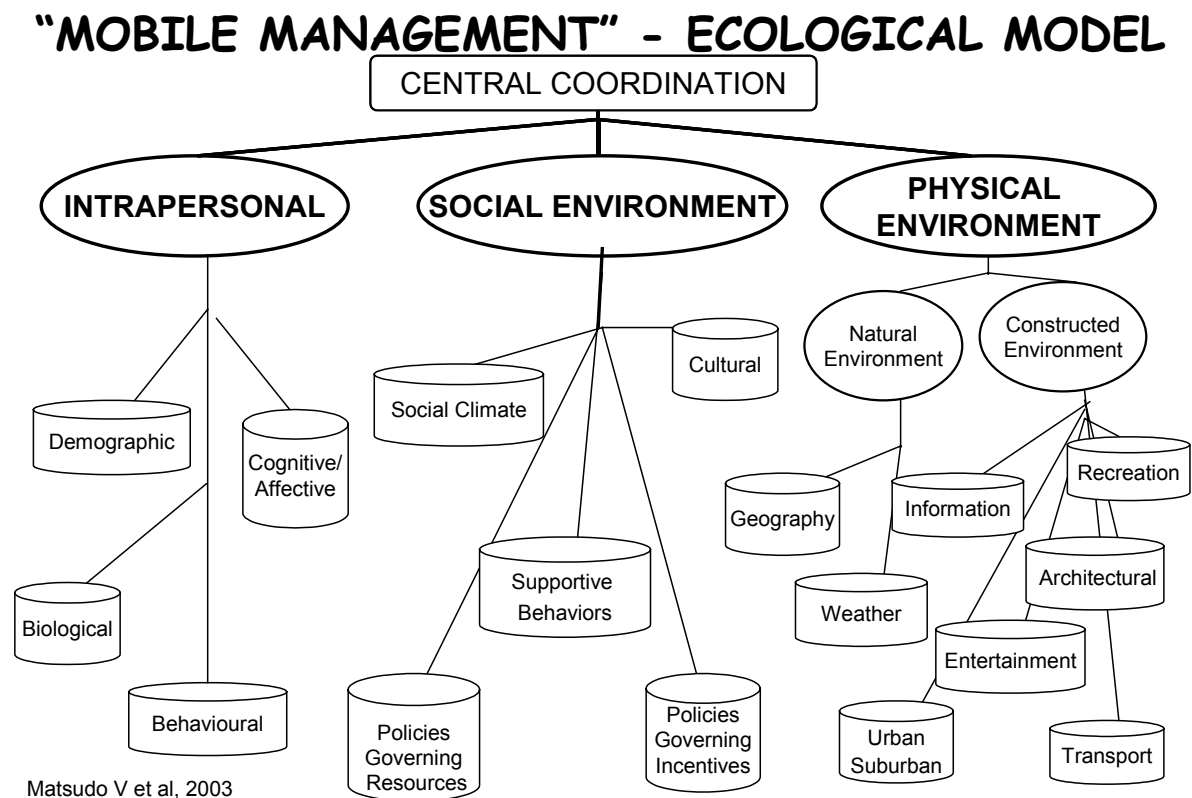 “MOBILE MANAGEMENT” - ECOLOGICAL MODEL
CENTRAL COORDINATION
INTRAPERSONAL
SOCIAL ENVIRONMENT
PHYSICAL
ENVIRONMENT
Natural
Environment
Constructed
Environment
Cultural
Social Climate
Demographic
Cognitive/
Affective
Recreation
Information
Geography
Architectural
Supportive
Behaviors
Weather
Biological
Entertainment
Behavioural
Policies
Governing
Resources
Policies
Governing
Incentives
Urban
Suburban
Transport
Matsudo V et al, 2003